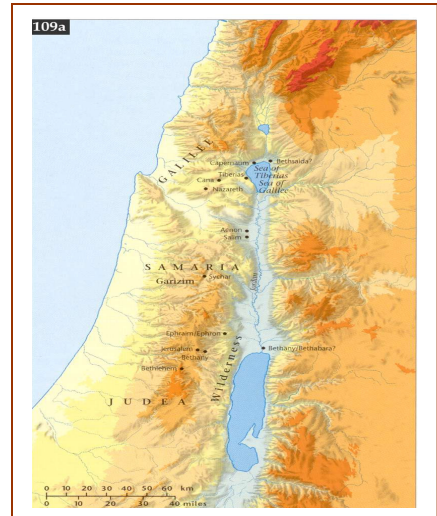 109a
GALILEE
Capernaum
Bethsaida?
Sea of
Tiberias
Sea of
Galilee
Tiberias
Cana
Nazareth
Aenon
Salim
SAMARIA
Sychar
Garizim
Jordan
Ephraim/Ephron
Jerusalem
Bethany
Bethany/Bethabara?
Bethlehem
Wilderness
JUDEA
0 10 20 30 40 50 60 km
0 10 20 30 40 miles